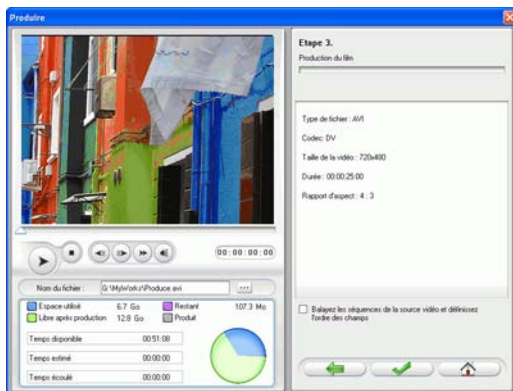 Produire
Etape 3.
Production du film
Type de fichier : AVI
Codec: DV
Taille de la vidéo : 720x480
Durée : 00:00:25:00
Rapport d'aspect : 4 : 3
00:00:00:00
Nom du fichier : G:\MyWorks\Produce.avi ...
Espace utilisé 6.7 Go Restant 107.3 Mo
Libre après production 12.8 Go Produit
Temps disponible 00:51:08
Temps estimé 00:00:00
Temps écoulé 00:00:00
Balayez les séquences de la source vidéo et définissez
l'ordre des champs